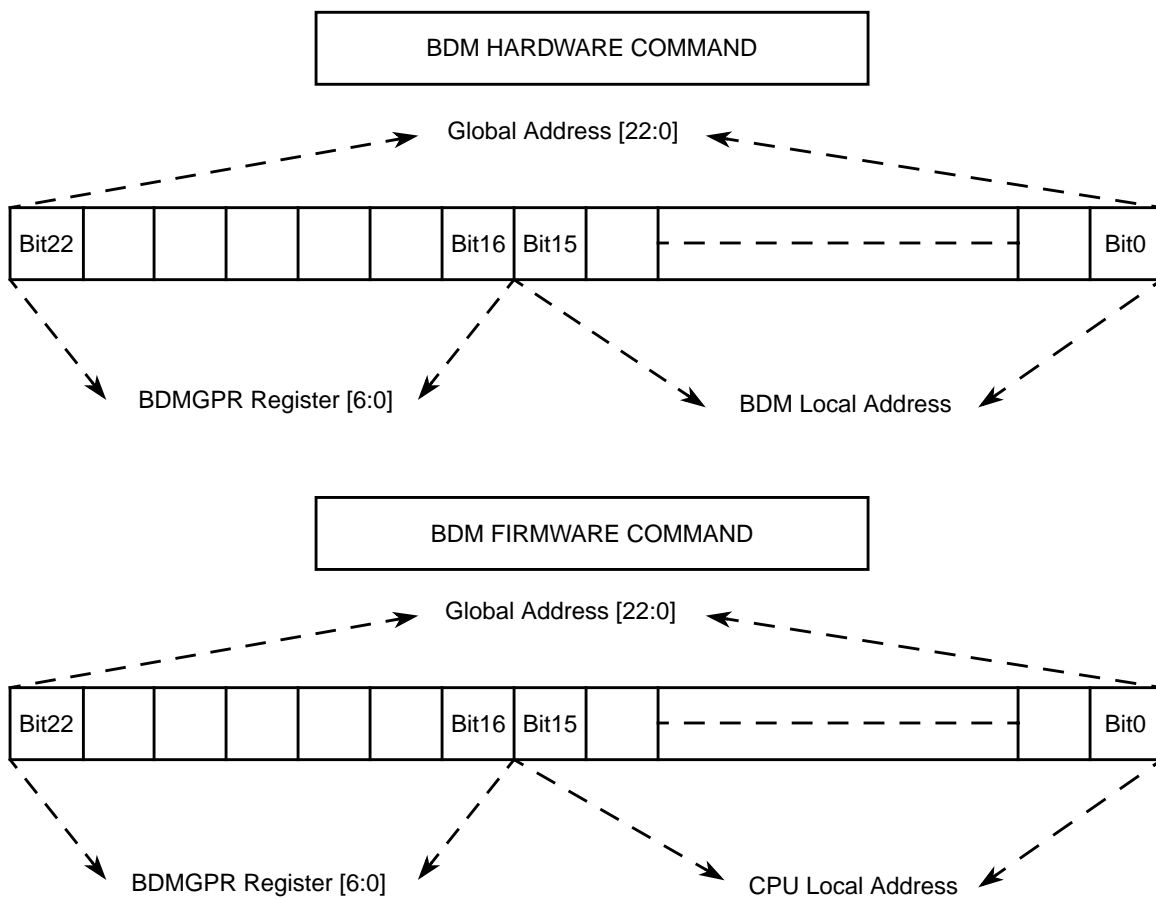 BDM HARDWARE COMMAND
Global Address [22:0]
Bit22 Bit16 Bit15 Bit0
BDMGPR Register [6:0] BDM Local Address
BDM FIRMWARE COMMAND
Global Address [22:0]
Bit22 Bit16 Bit15 Bit0
BDMGPR Register [6:0] CPU Local Address